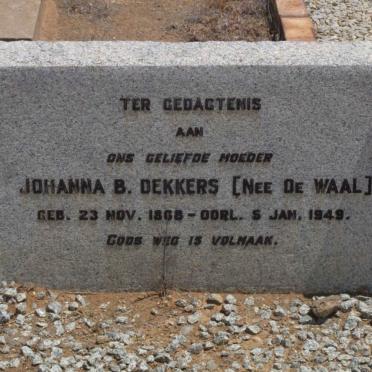 TER GEDAGTENIS
AAN
ONS GELIEFDE MOEDER
JOHANNA B. DEKKERS [NEE DE WAAL]
GEB. 23 NOV. 1868 - OORL. 5 JAN. 1949.
GODS WEG IS VOLMAAK.